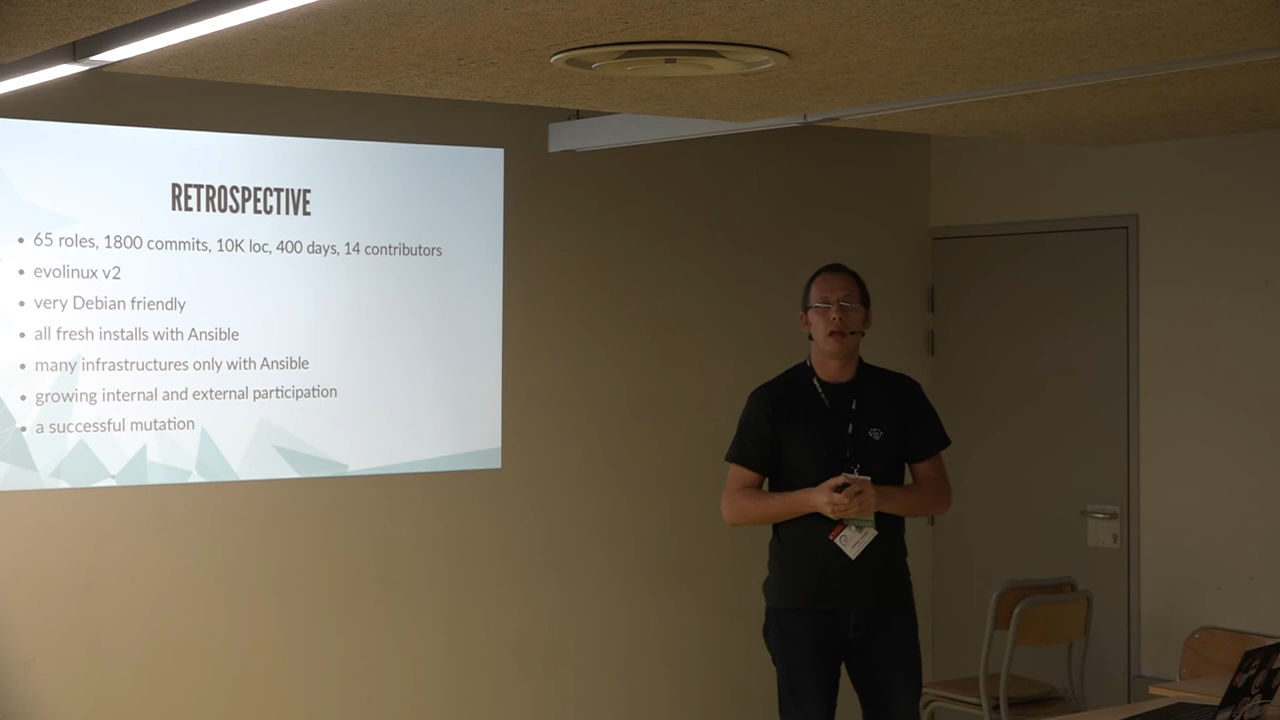 RETROSPECTIVE
• 65 roles, 1800 commits, 10K loc, 400 days, 14 contributors
• evolinux v2
• very Debian friendly
• all fresh installs with Ansible
• many infrastructures only with Ansible
• growing internal and external participation
• a successful mutation